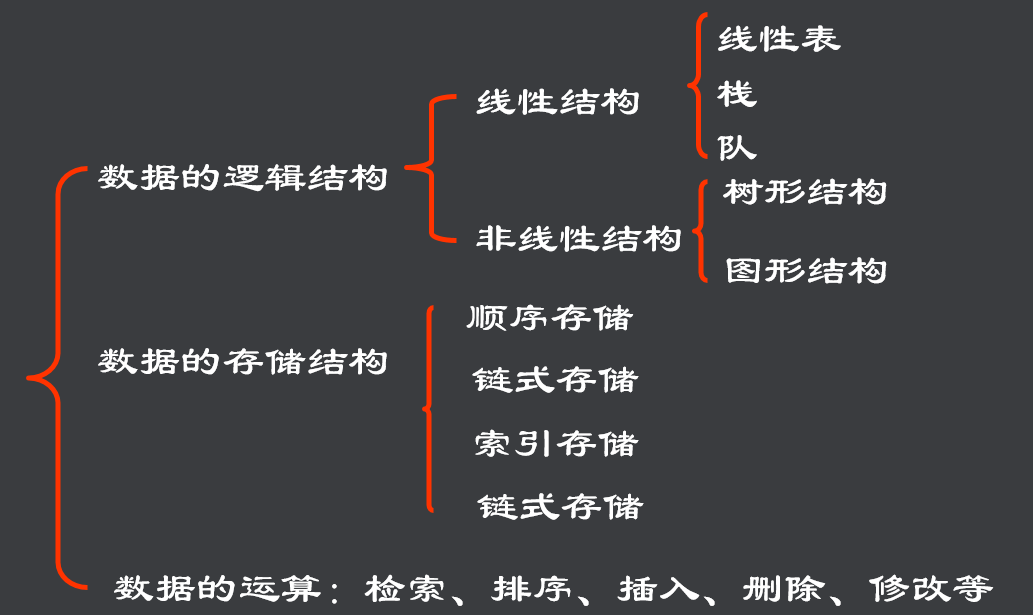 数据的逻辑结构
线性结构
线性表
栈
队
非线性结构
树形结构
图形结构
数据的存储结构
顺序存储
链式存储
索引存储
链式存储
数据的运算：检索、排序、插入、删除、修改等